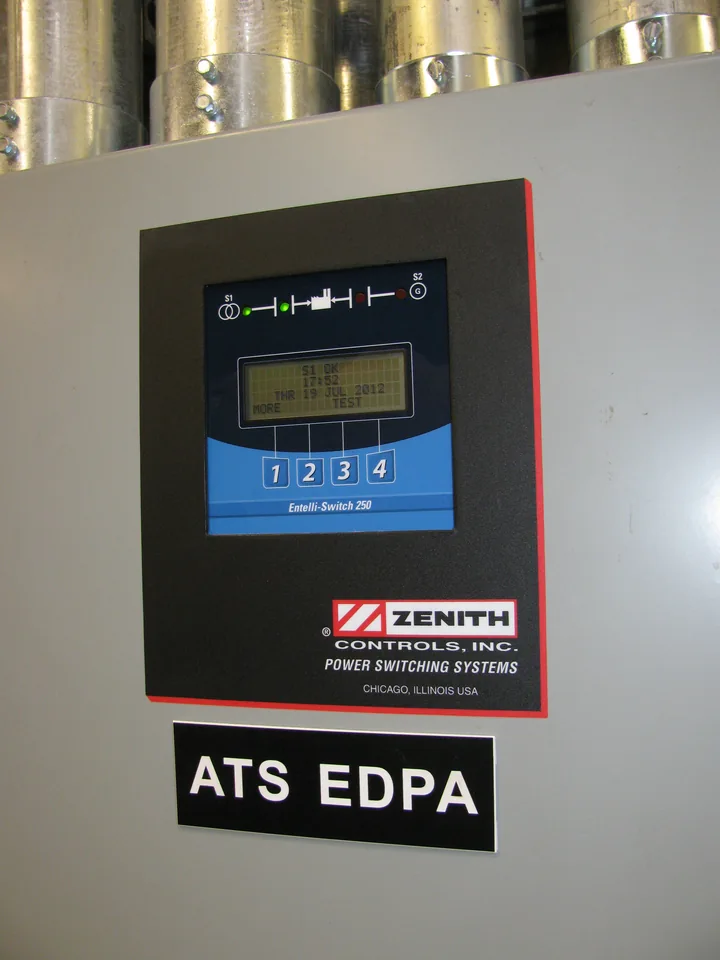 S1
S2
G
S1 OK
17:52
THR 19 JUL 2012
MORE TEST
1 2 3 4
Entelli-Switch 250
® ZENITH
CONTROLS, INC.
POWER SWITCHING SYSTEMS
CHICAGO, ILLINOIS USA
ATS EDPA